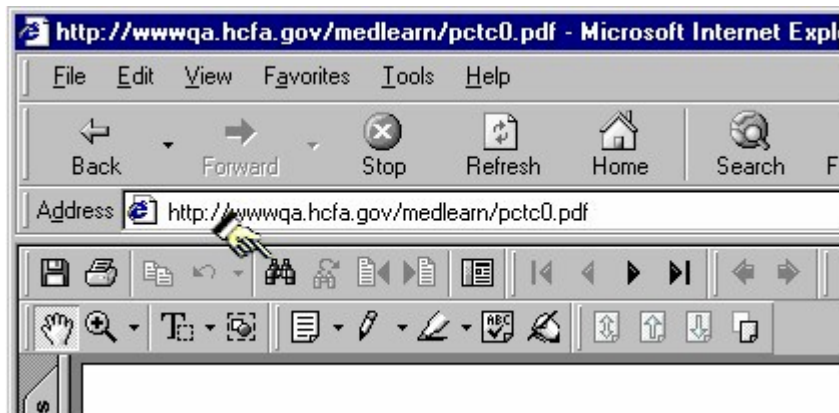 http://wwwqa.hcfa.gov/medlearn/pctc0.pdf - Microsoft Internet Expl
File Edit View Favorites Tools Help
Back Forward Stop Refresh Home Search F
Address http://wwwqa.hcfa.gov/medlearn/pctc0.pdf
T ABC
s